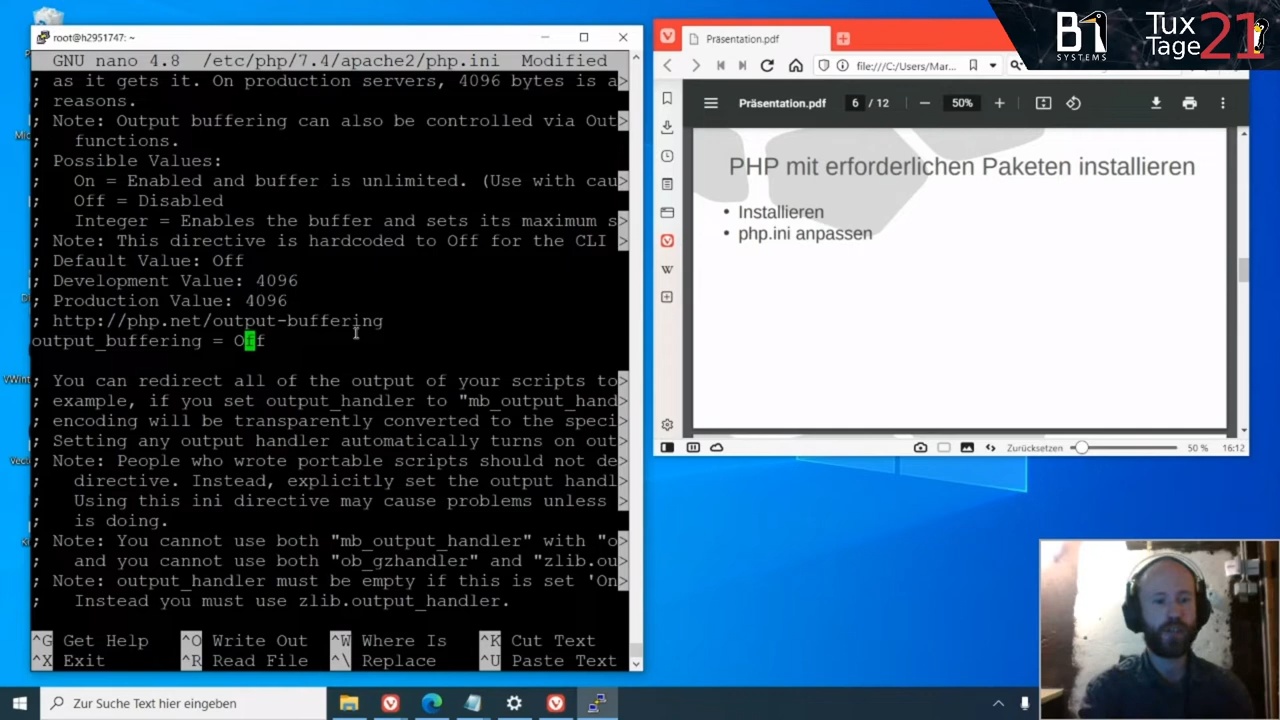 root@h2951747: ~
GNU nano 4.8 /etc/php/7.4/apache2/php.ini Modified
; as it gets it. On production servers, 4096 bytes is a>
; reasons.
; Note: Output buffering can also be controlled via Out>
;   functions.
; Possible Values:
;   On = Enabled and buffer is unlimited. (Use with cau>
;   Off = Disabled
;   Integer = Enables the buffer and sets its maximum s>
; Note: This directive is hardcoded to Off for the CLI >
; Default Value: Off
; Development Value: 4096
; Production Value: 4096
; http://php.net/output-buffering
output_buffering = Off
; You can redirect all of the output of your scripts to>
; example, if you set output_handler to "mb_output_hand>
; encoding will be transparently converted to the speci>
; Setting any output handler automatically turns on out>
; Note: People who wrote portable scripts should not de>
;   directive. Instead, explicitly set the output handl>
;   Using this ini directive may cause problems unless >
;   is doing.
; Note: You cannot use both "mb_output_handler" with "o>
;   and you cannot use both "ob_gzhandler" and "zlib.ou>
; Note: output_handler must be empty if this is set 'On>
;   Instead you must use zlib.output_handler.
^G Get Help ^O Write Out ^W Where Is ^K Cut Text
^X Exit ^R Read File ^\ Replace ^U Paste Text
Präsentation.pdf
file:///C:/Users/Mar...
Präsentation.pdf 6 / 12 50%
PHP mit erforderlichen Paketen installieren
• Installieren
• php.ini anpassen
Zurücksetzen 50 % 16:12
B1
SYSTEMS
Tux
Tage
21
Zur Suche Text hier eingeben